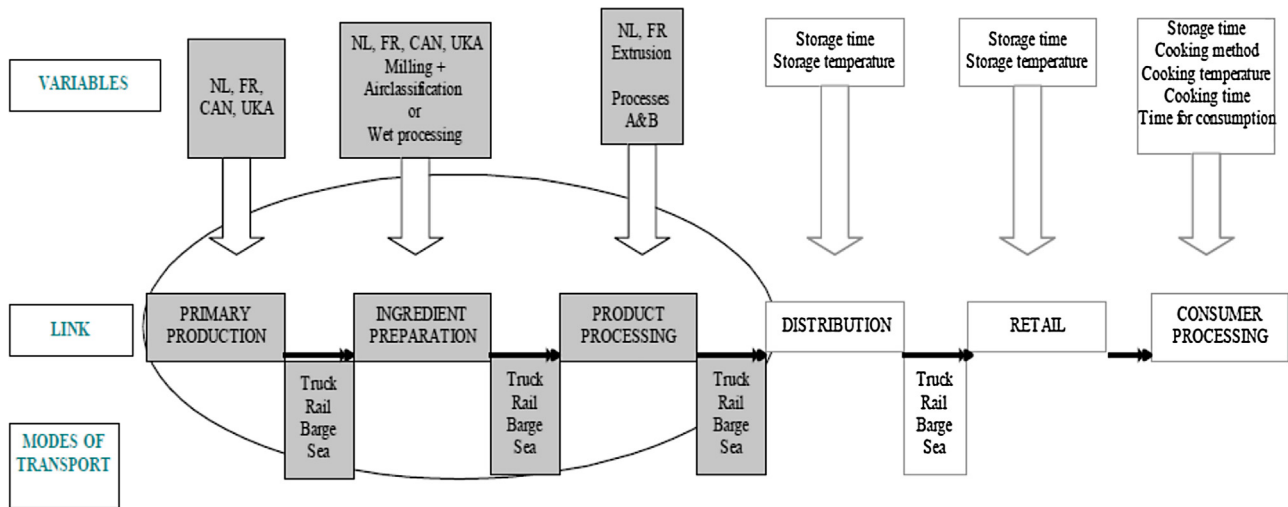 VARIABLES
NL, FR,
CAN, UKA
NL, FR, CAN, UKA
Milling +
Airclassification
or
Wet processing
NL, FR
Extrusion
Processes
A&B
Storage time
Storage temperature
Storage time
Storage temperature
Storage time
Cooking method
Cooking temperature
Cooking time
Time for consumption
LINK
PRIMARY
PRODUCTION
INGREDIENT
PREPARATION
PRODUCT
PROCESSING
DISTRIBUTION
RETAIL
CONSUMER
PROCESSING
MODES OF
TRANSPORT
Truck
Rail
Barge
Sea
Truck
Rail
Barge
Sea
Truck
Rail
Barge
Sea
Truck
Rail
Barge
Sea